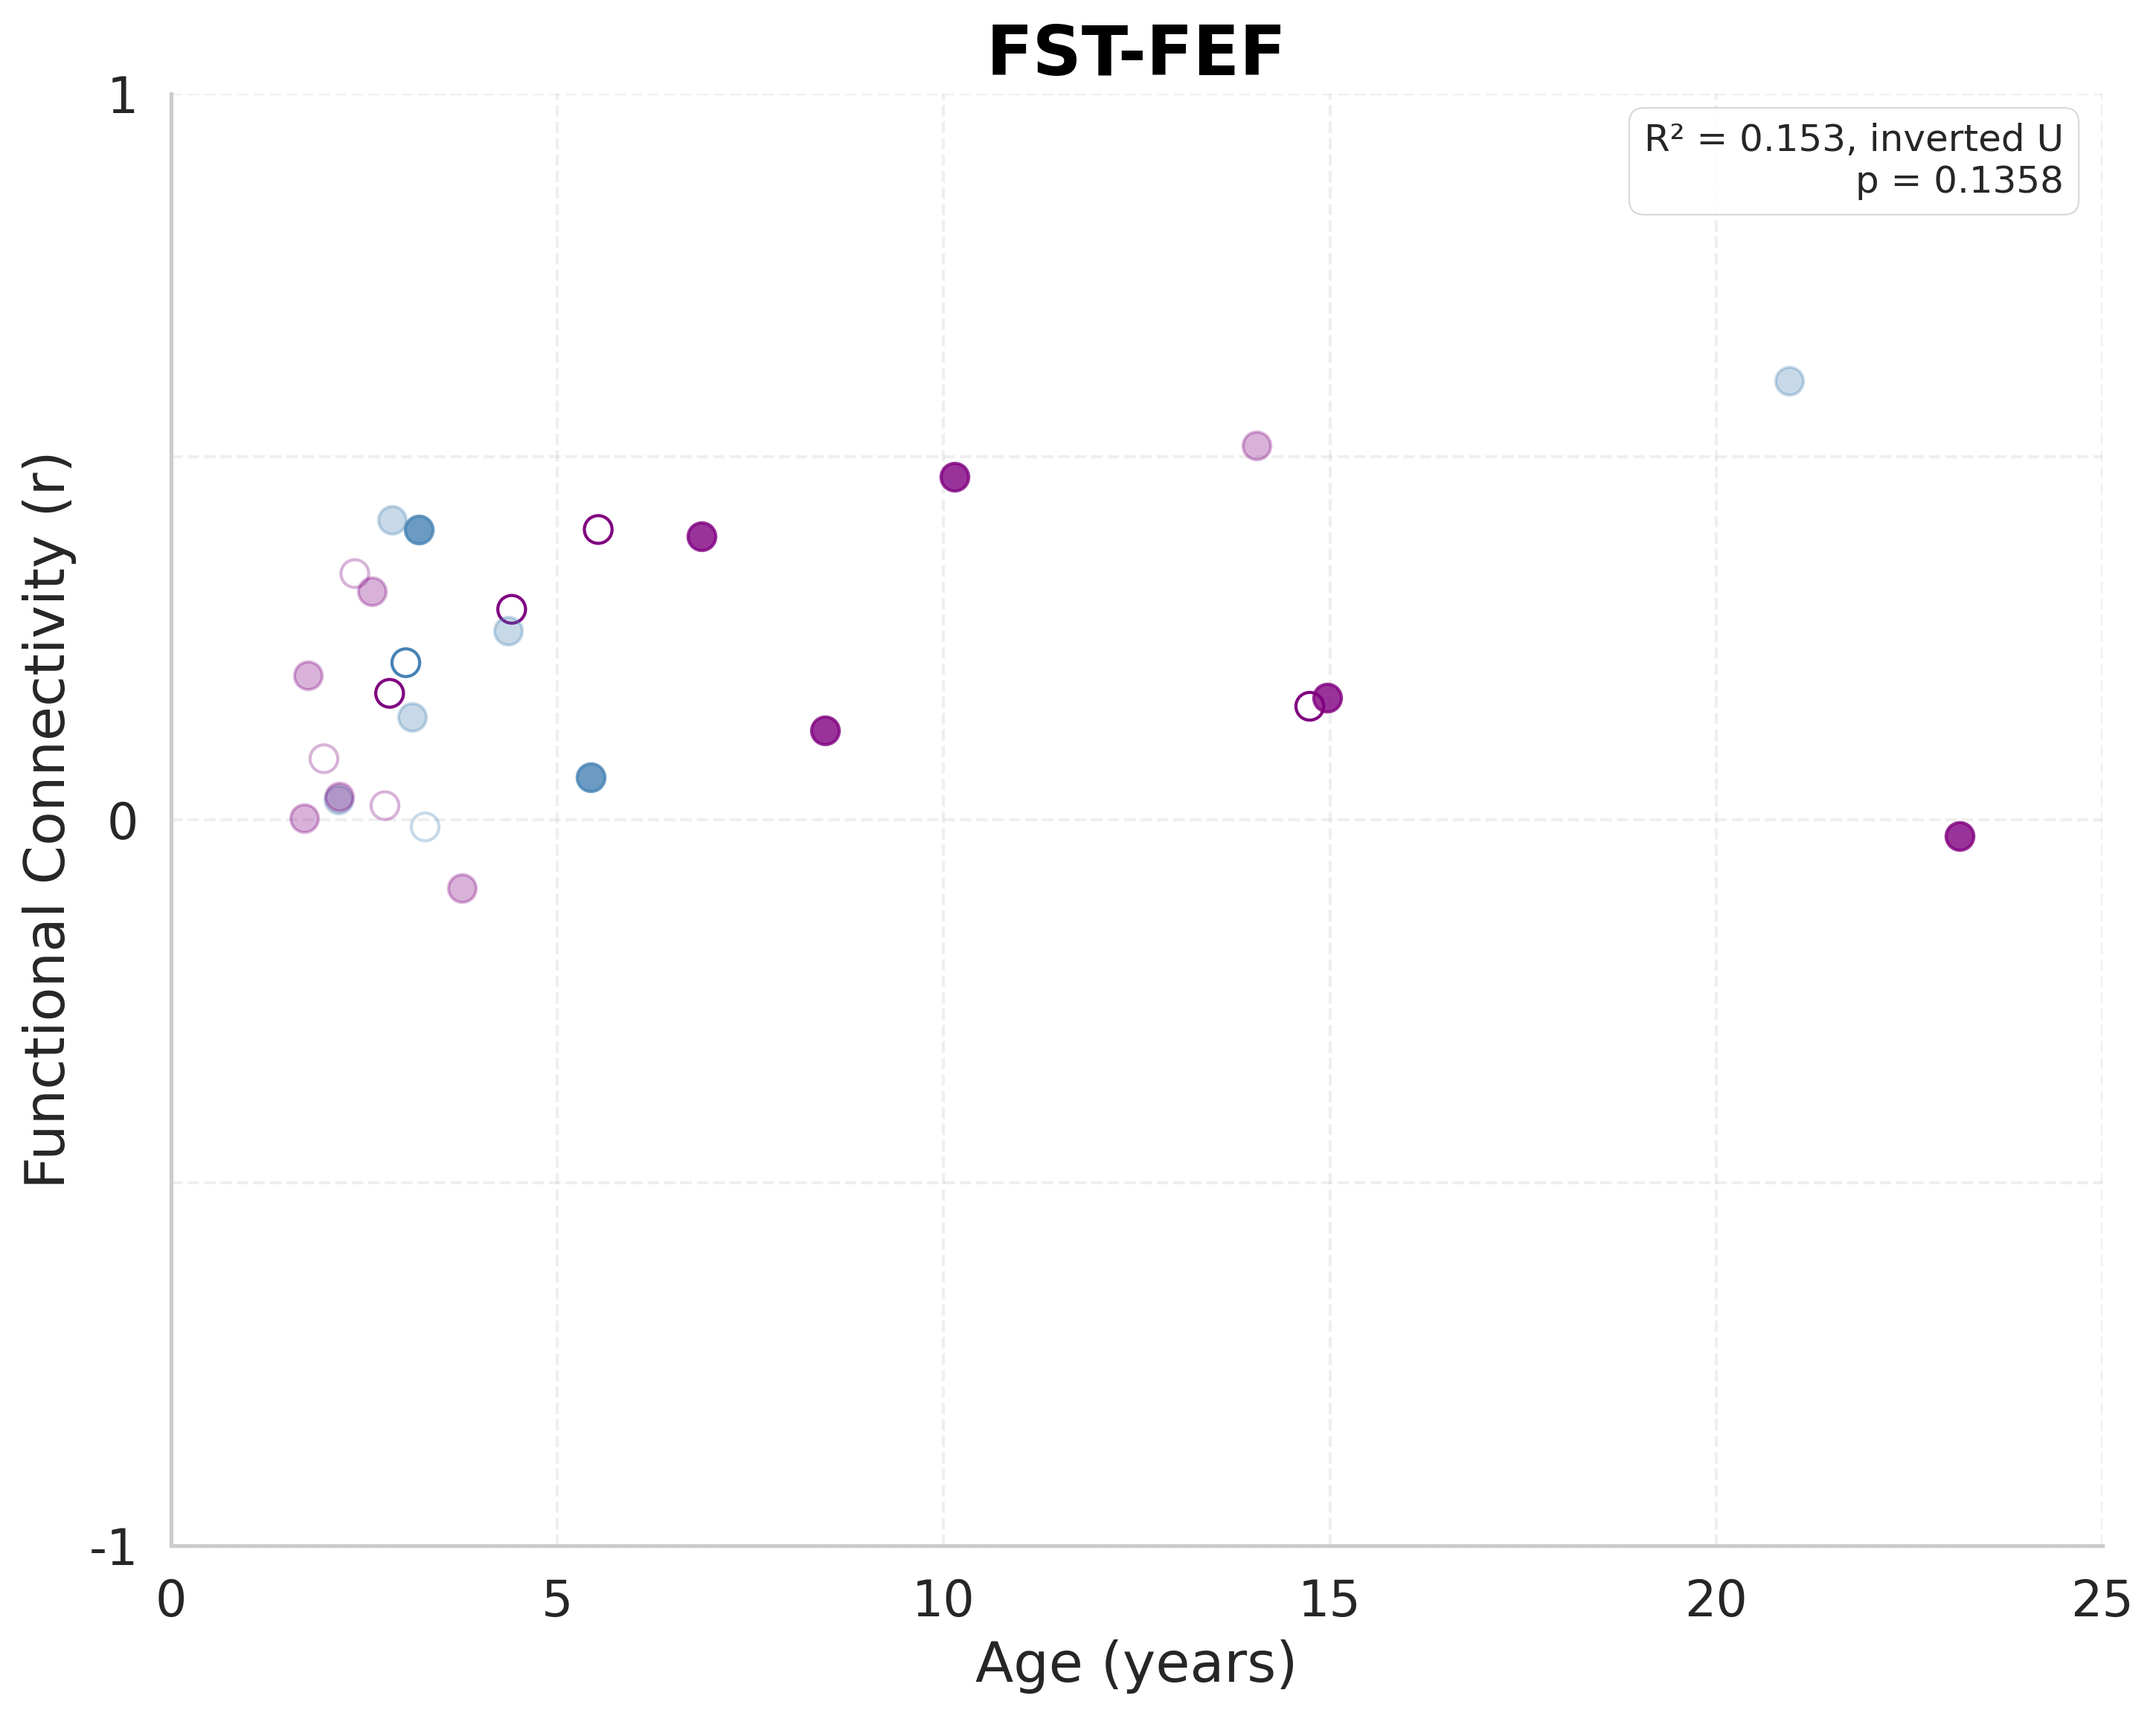 FST-FEF
R² = 0.153, inverted U
p = 0.1358
Functional Connectivity (r)
1
0
-1
0 5 10 15 20 25
Age (years)